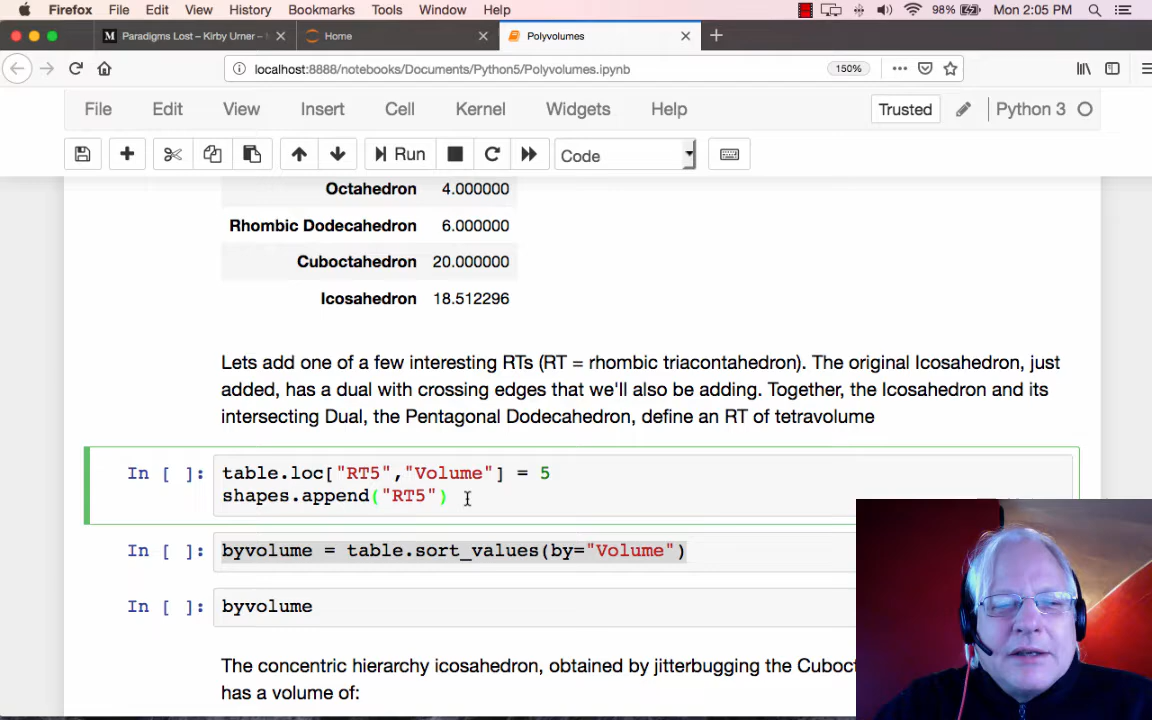 Firefox File Edit View History Bookmarks Tools Window Help 98% Mon 2:05 PM
M Paradigms Lost – Kirby Urner – Home Polyvolumes
localhost:8888/notebooks/Documents/Python5/Polyvolumes.ipynb 150%
File Edit View Insert Cell Kernel Widgets Help Trusted Python 3
Run Code
Octahedron 4.000000
Rhombic Dodecahedron 6.000000
Cuboctahedron 20.000000
Icosahedron 18.512296
Lets add one of a few interesting RTs (RT = rhombic triacontahedron). The original Icosahedron, just
added, has a dual with crossing edges that we'll also be adding. Together, the Icosahedron and its
intersecting Dual, the Pentagonal Dodecahedron, define an RT of tetravolume
In [ ]: table.loc["RT5","Volume"] = 5
shapes.append("RT5")
In [ ]: byvolume = table.sort_values(by="Volume")
In [ ]: byvolume
The concentric hierarchy icosahedron, obtained by jitterbugging the Cuboct
has a volume of: